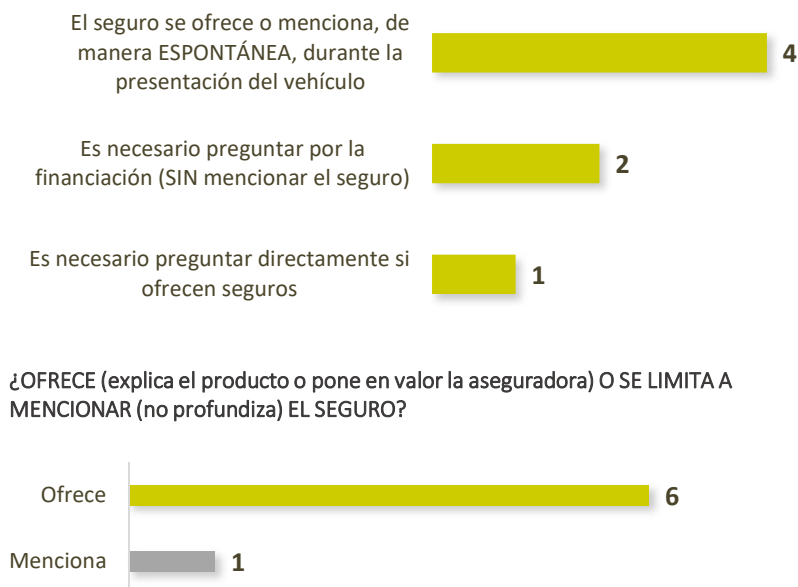 El seguro se ofrece o menciona, de
manera ESPONTÁNEA, durante la
presentación del vehículo
4
Es necesario preguntar por la
financiación (SIN mencionar el seguro)
2
Es necesario preguntar directamente si
ofrecen seguros
1
¿OFRECE (explica el producto o pone en valor la aseguradora) O SE LIMITA A
MENCIONAR (no profundiza) EL SEGURO?
Ofrece
6
Menciona
1